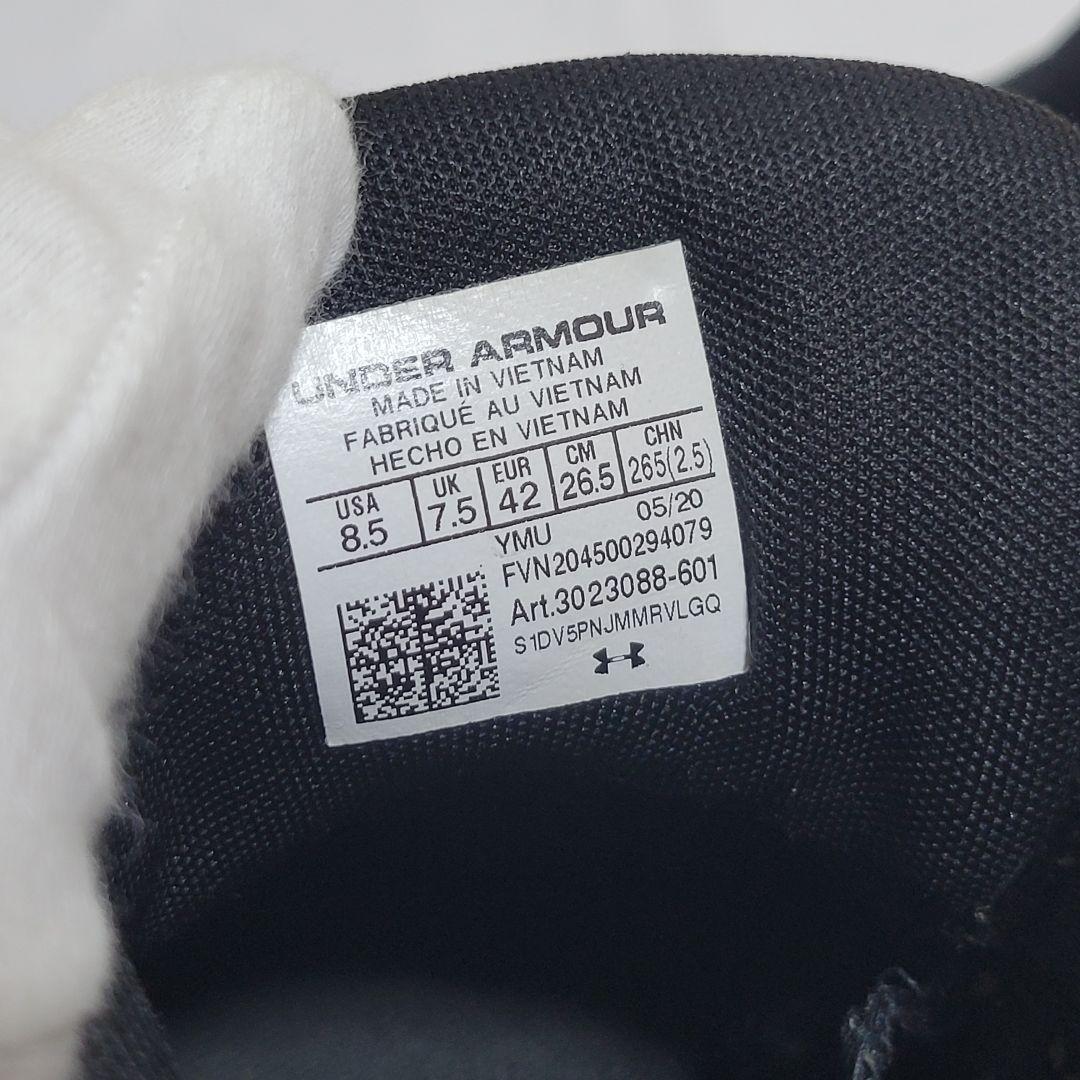 UNDER ARMOUR
MADE IN VIETNAM
FABRIQUÉ AU VIETNAM
HECHO EN VIETNAM
USA UK EUR CM CHN
8.5 7.5 42 26.5 265(2.5)
YMU 05/20
FVN204500294079
Art.3023088-601
S1DV5PNJMMRVLGQ